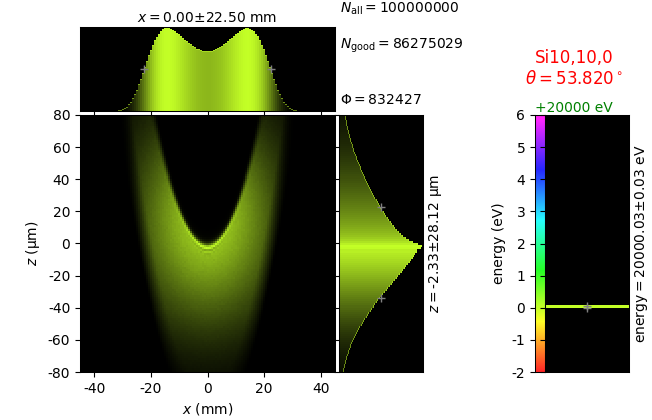 x = 0.00±22.50 mm
N_all = 100000000
N_good = 86275029
Φ = 832427
Si10,10,0
θ = 53.820°
+20000 eV
80
60
40
20
0
-20
-40
-60
-80
z (μm)
-40
-20
0
20
40
x (mm)
z = -2.33±28.12 μm
6
5
4
3
2
1
0
-1
-2
energy (eV)
energy = 20000.03±0.03 eV